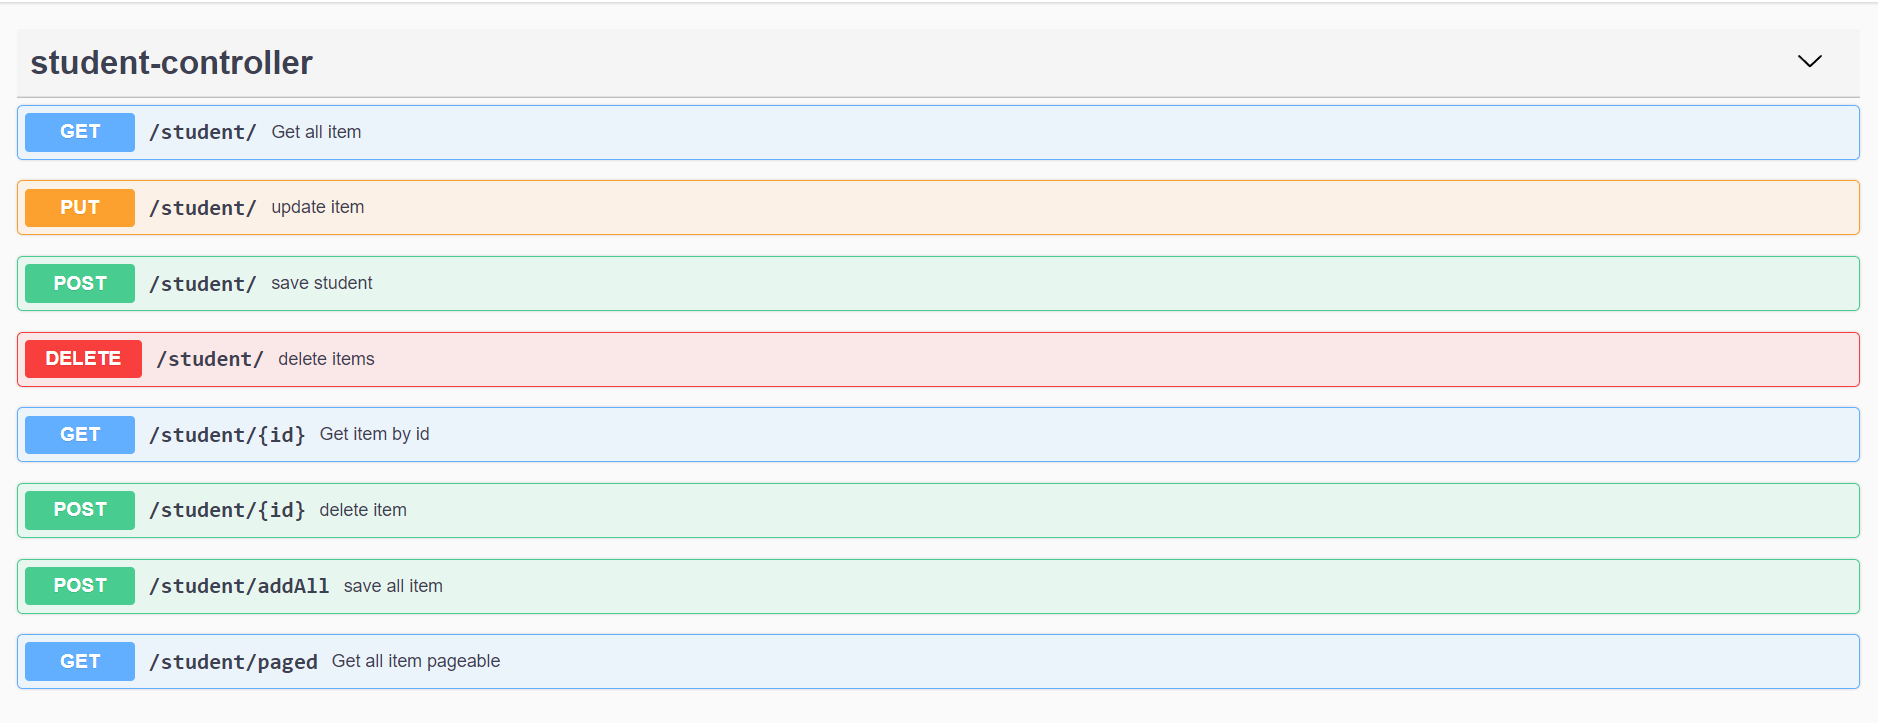 student-controller
GET /student/ Get all item
PUT /student/ update item
POST /student/ save student
DELETE /student/ delete items
GET /student/{id} Get item by id
POST /student/{id} delete item
POST /student/addAll save all item
GET /student/paged Get all item pageable